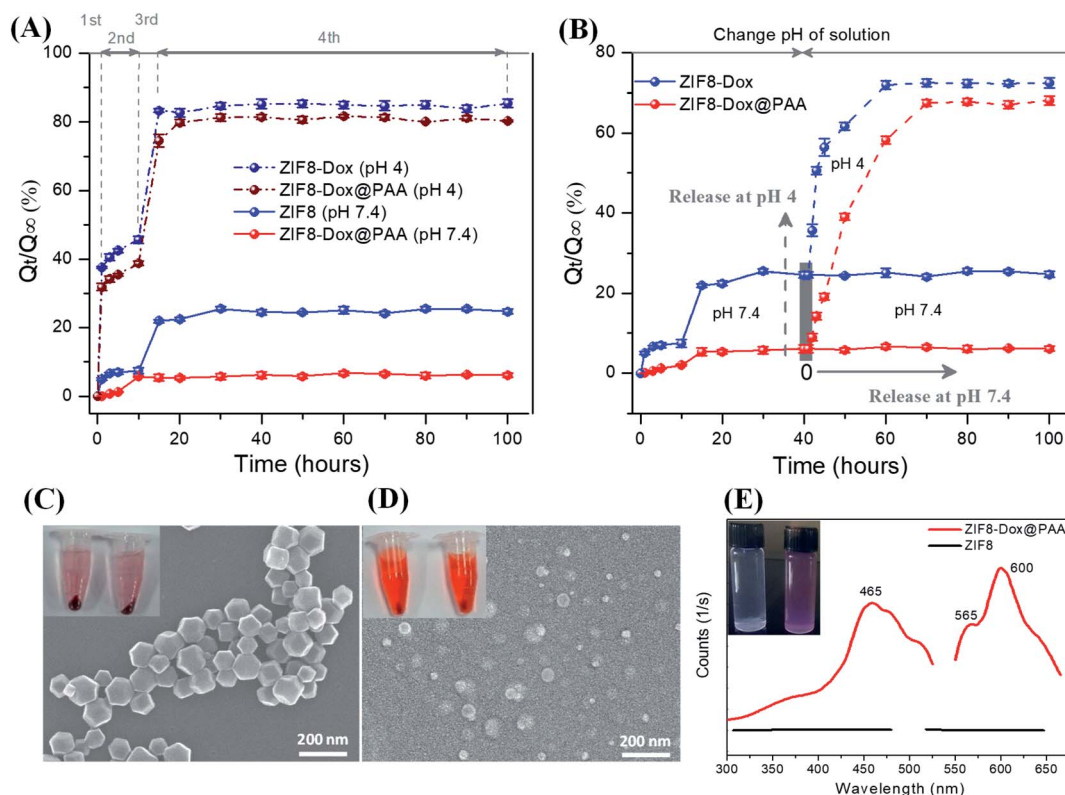 (A)
1st
2nd
3rd
4th
100
80
60
40
20
0
Qt/Q∞ (%)
ZIF8-Dox (pH 4)
ZIF8-Dox@PAA (pH 4)
ZIF8 (pH 7.4)
ZIF8-Dox@PAA (pH 7.4)
0 20 40 60 80 100
Time (hours)
(B)
Change pH of solution
80
60
40
20
0
Qt/Q∞ (%)
ZIF8-Dox
ZIF8-Dox@PAA
pH 4
Release at pH 4
pH 7.4
pH 7.4
0
Release at pH 7.4
0 10 20 30 40 50 60 70 80 90 100
Time (hours)
(C)
200 nm
(D)
200 nm
(E)
ZIF8-Dox@PAA
ZIF8
465
565
600
Counts (1/s)
300 350 400 450 500 550 600 650
Wavelength (nm)